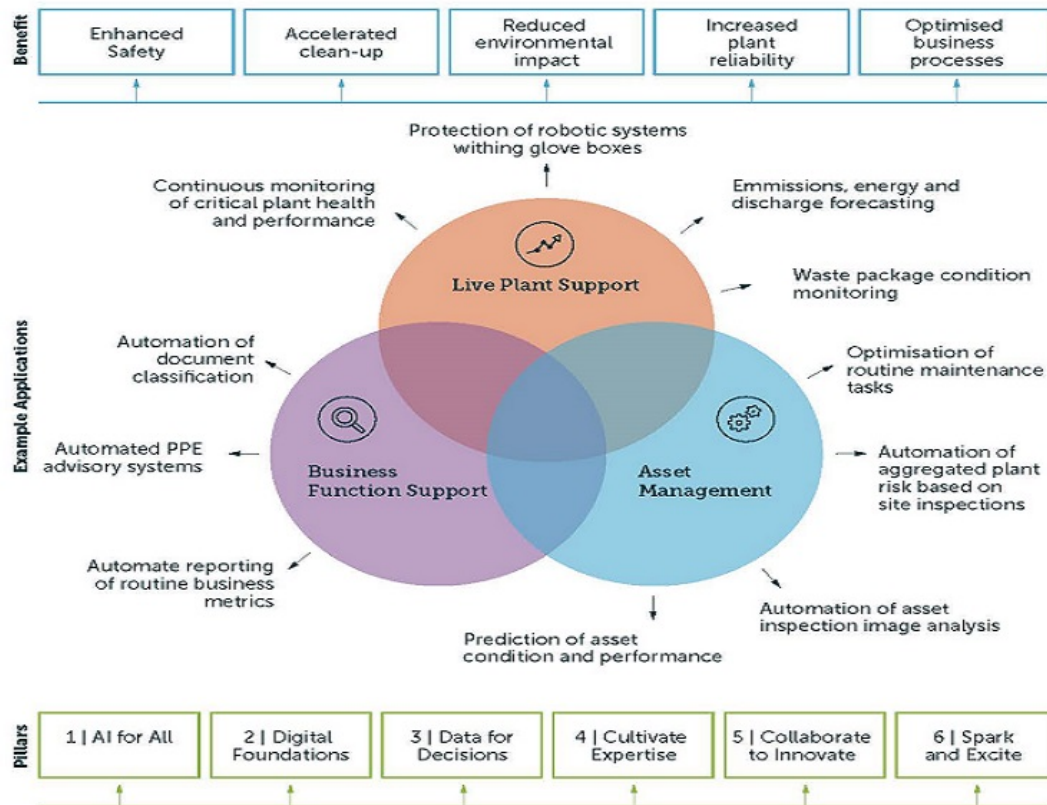 Benefit
Enhanced
Safety
Accelerated
clean-up
Reduced
environmental
impact
Increased
plant
reliability
Optimised
business
processes
Example Applications
Protection of robotic systems
withing glove boxes
Continuous monitoring
of critical plant health
and performance
Emmissions, energy and
discharge forecasting
Live Plant Support
Waste package condition
monitoring
Automation of
document
classification
Optimisation of
routine maintenance
tasks
Automated PPE
advisory systems
Business
Function Support
Asset
Management
Automation of
aggregated plant
risk based on
site inspections
Automate reporting
of routine business
metrics
Automation of asset
inspection image analysis
Prediction of asset
condition and performance
Pillars
1 | AI for All
2 | Digital
Foundations
3 | Data for
Decisions
4 | Cultivate
Expertise
5 | Collaborate
to Innovate
6 | Spark
and Excite